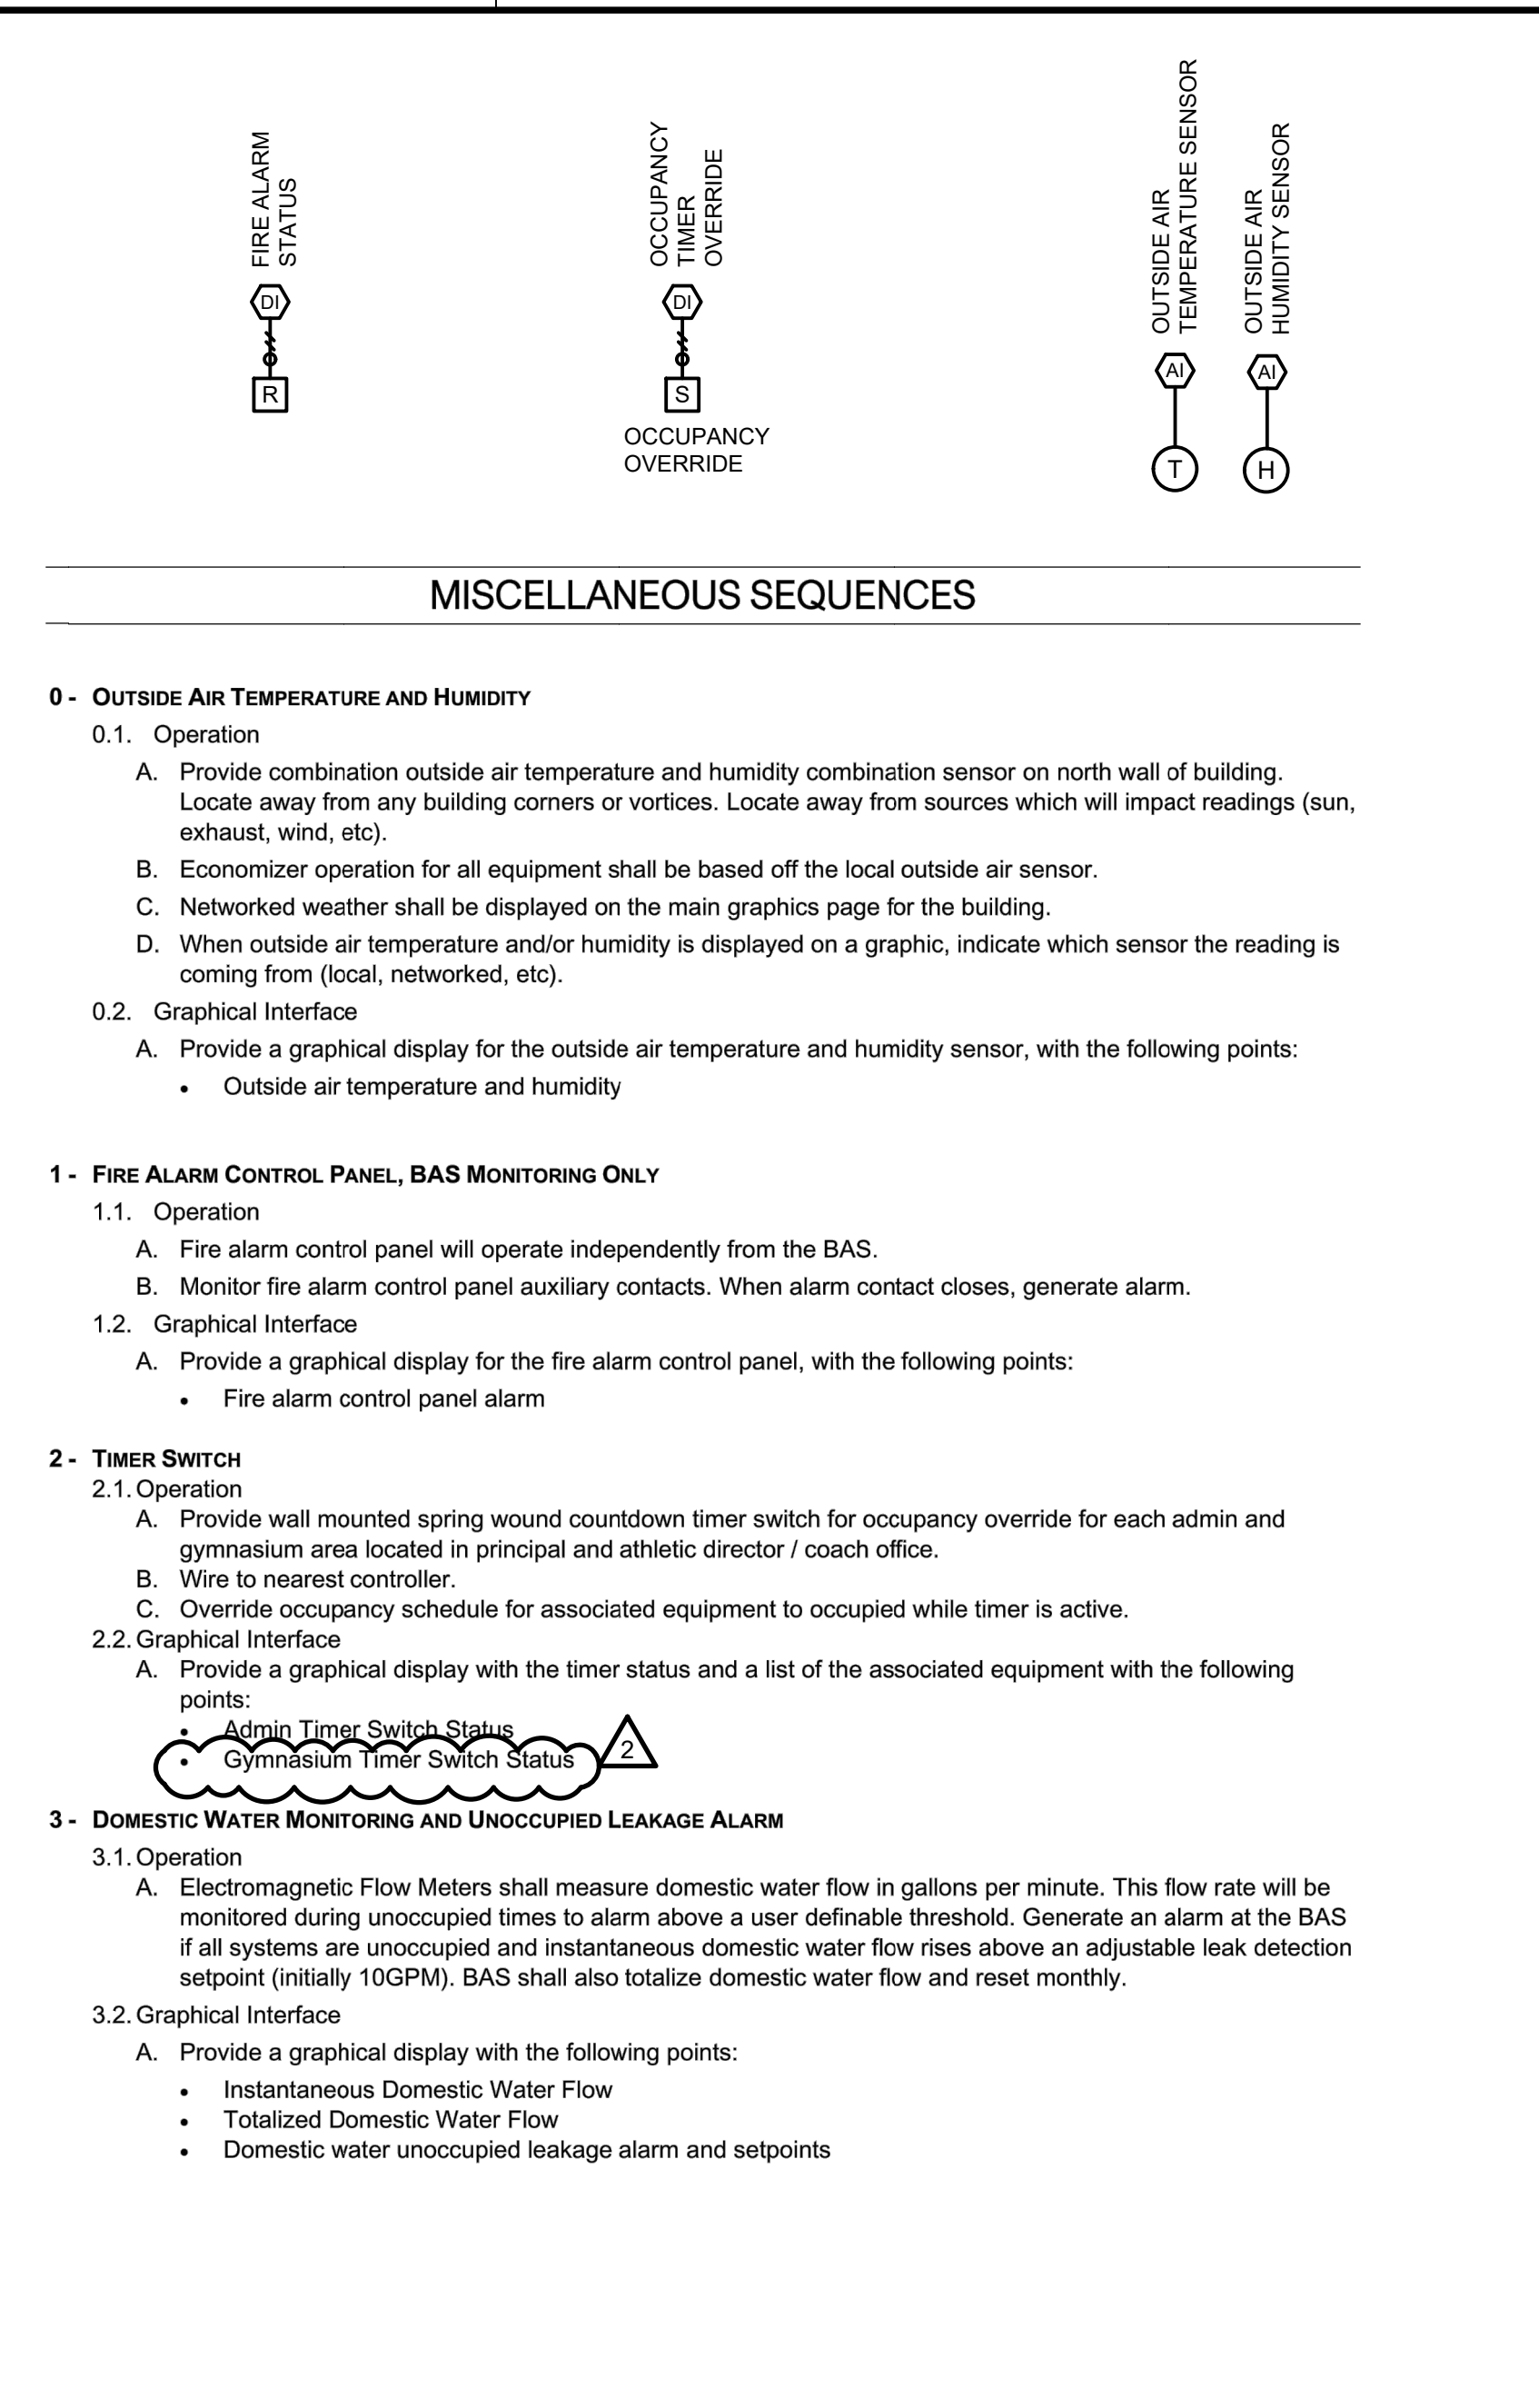 FIRE ALARM
STATUS
DI
R
OCCUPANCY
TIMER
OVERRIDE
DI
S
OCCUPANCY
OVERRIDE
OUTSIDE AIR
TEMPERATURE SENSOR
AI
T
OUTSIDE AIR
HUMIDITY SENSOR
AI
H
MISCELLANEOUS SEQUENCES
0 - OUTSIDE AIR TEMPERATURE AND HUMIDITY
0.1. Operation
A. Provide combination outside air temperature and humidity combination sensor on north wall of building.
Locate away from any building corners or vortices. Locate away from sources which will impact readings (sun,
exhaust, wind, etc).
B. Economizer operation for all equipment shall be based off the local outside air sensor.
C. Networked weather shall be displayed on the main graphics page for the building.
D. When outside air temperature and/or humidity is displayed on a graphic, indicate which sensor the reading is
coming from (local, networked, etc).
0.2. Graphical Interface
A. Provide a graphical display for the outside air temperature and humidity sensor, with the following points:
• Outside air temperature and humidity
1 - FIRE ALARM CONTROL PANEL, BAS MONITORING ONLY
1.1. Operation
A. Fire alarm control panel will operate independently from the BAS.
B. Monitor fire alarm control panel auxiliary contacts. When alarm contact closes, generate alarm.
1.2. Graphical Interface
A. Provide a graphical display for the fire alarm control panel, with the following points:
• Fire alarm control panel alarm
2 - TIMER SWITCH
2.1. Operation
A. Provide wall mounted spring wound countdown timer switch for occupancy override for each admin and
gymnasium area located in principal and athletic director / coach office.
B. Wire to nearest controller.
C. Override occupancy schedule for associated equipment to occupied while timer is active.
2.2. Graphical Interface
A. Provide a graphical display with the timer status and a list of the associated equipment with the following
points:
• Admin Timer Switch Status
• Gymnasium Timer Switch Status
2
3 - DOMESTIC WATER MONITORING AND UNOCCUPIED LEAKAGE ALARM
3.1. Operation
A. Electromagnetic Flow Meters shall measure domestic water flow in gallons per minute. This flow rate will be
monitored during unoccupied times to alarm above a user definable threshold. Generate an alarm at the BAS
if all systems are unoccupied and instantaneous domestic water flow rises above an adjustable leak detection
setpoint (initially 10GPM). BAS shall also totalize domestic water flow and reset monthly.
3.2. Graphical Interface
A. Provide a graphical display with the following points:
• Instantaneous Domestic Water Flow
• Totalized Domestic Water Flow
• Domestic water unoccupied leakage alarm and setpoints